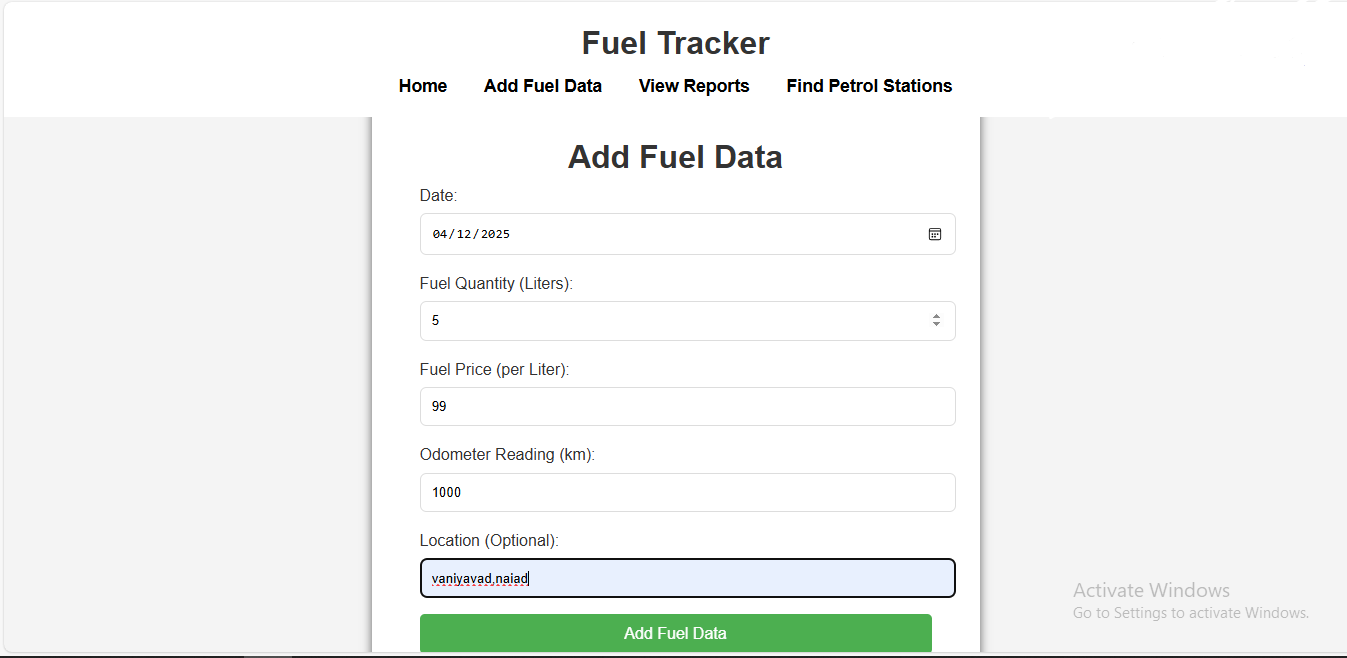 Fuel Tracker
Home Add Fuel Data View Reports Find Petrol Stations
Add Fuel Data
Date:
04/12/2025
Fuel Quantity (Liters):
5
Fuel Price (per Liter):
99
Odometer Reading (km):
1000
Location (Optional):
vaniyavad,naiad
Add Fuel Data
Activate Windows
Go to Settings to activate Windows.